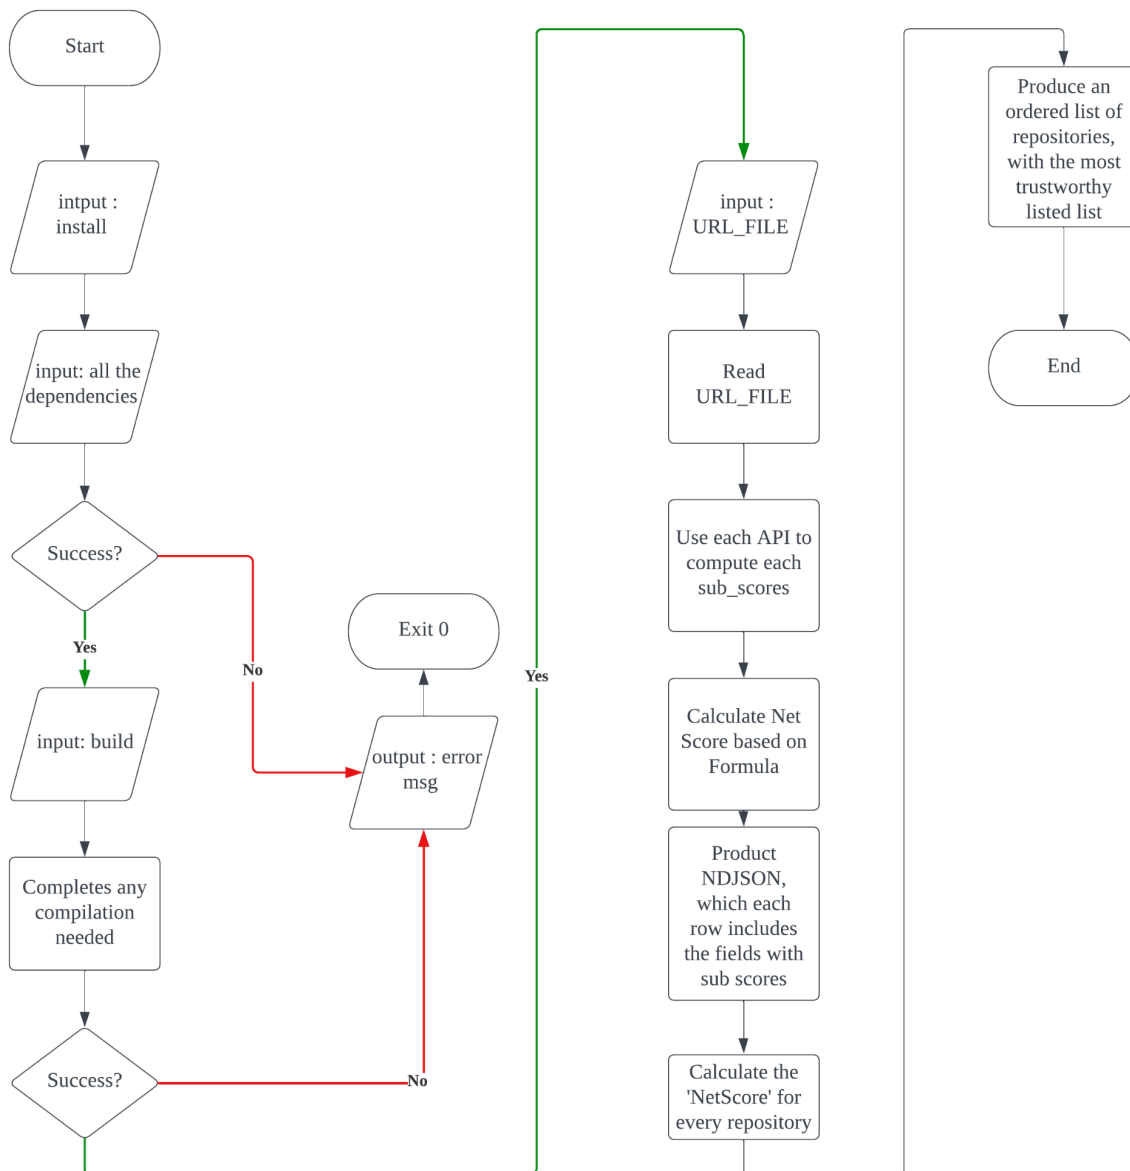 Start
intput :
install
input: all the
dependencies
Success?
Yes
No
input: build
Completes any
compilation
needed
Success?
No
Exit 0
output : error
msg
Yes
input :
URL_FILE
Read
URL_FILE
Use each API to
compute each
sub_scores
Calculate Net
Score based on
Formula
Product
NDJSON,
which each
row includes
the fields with
sub scores
Calculate the
'NetScore' for
every repository
Produce an
ordered list of
repositories,
with the most
trustworthy
listed list
End